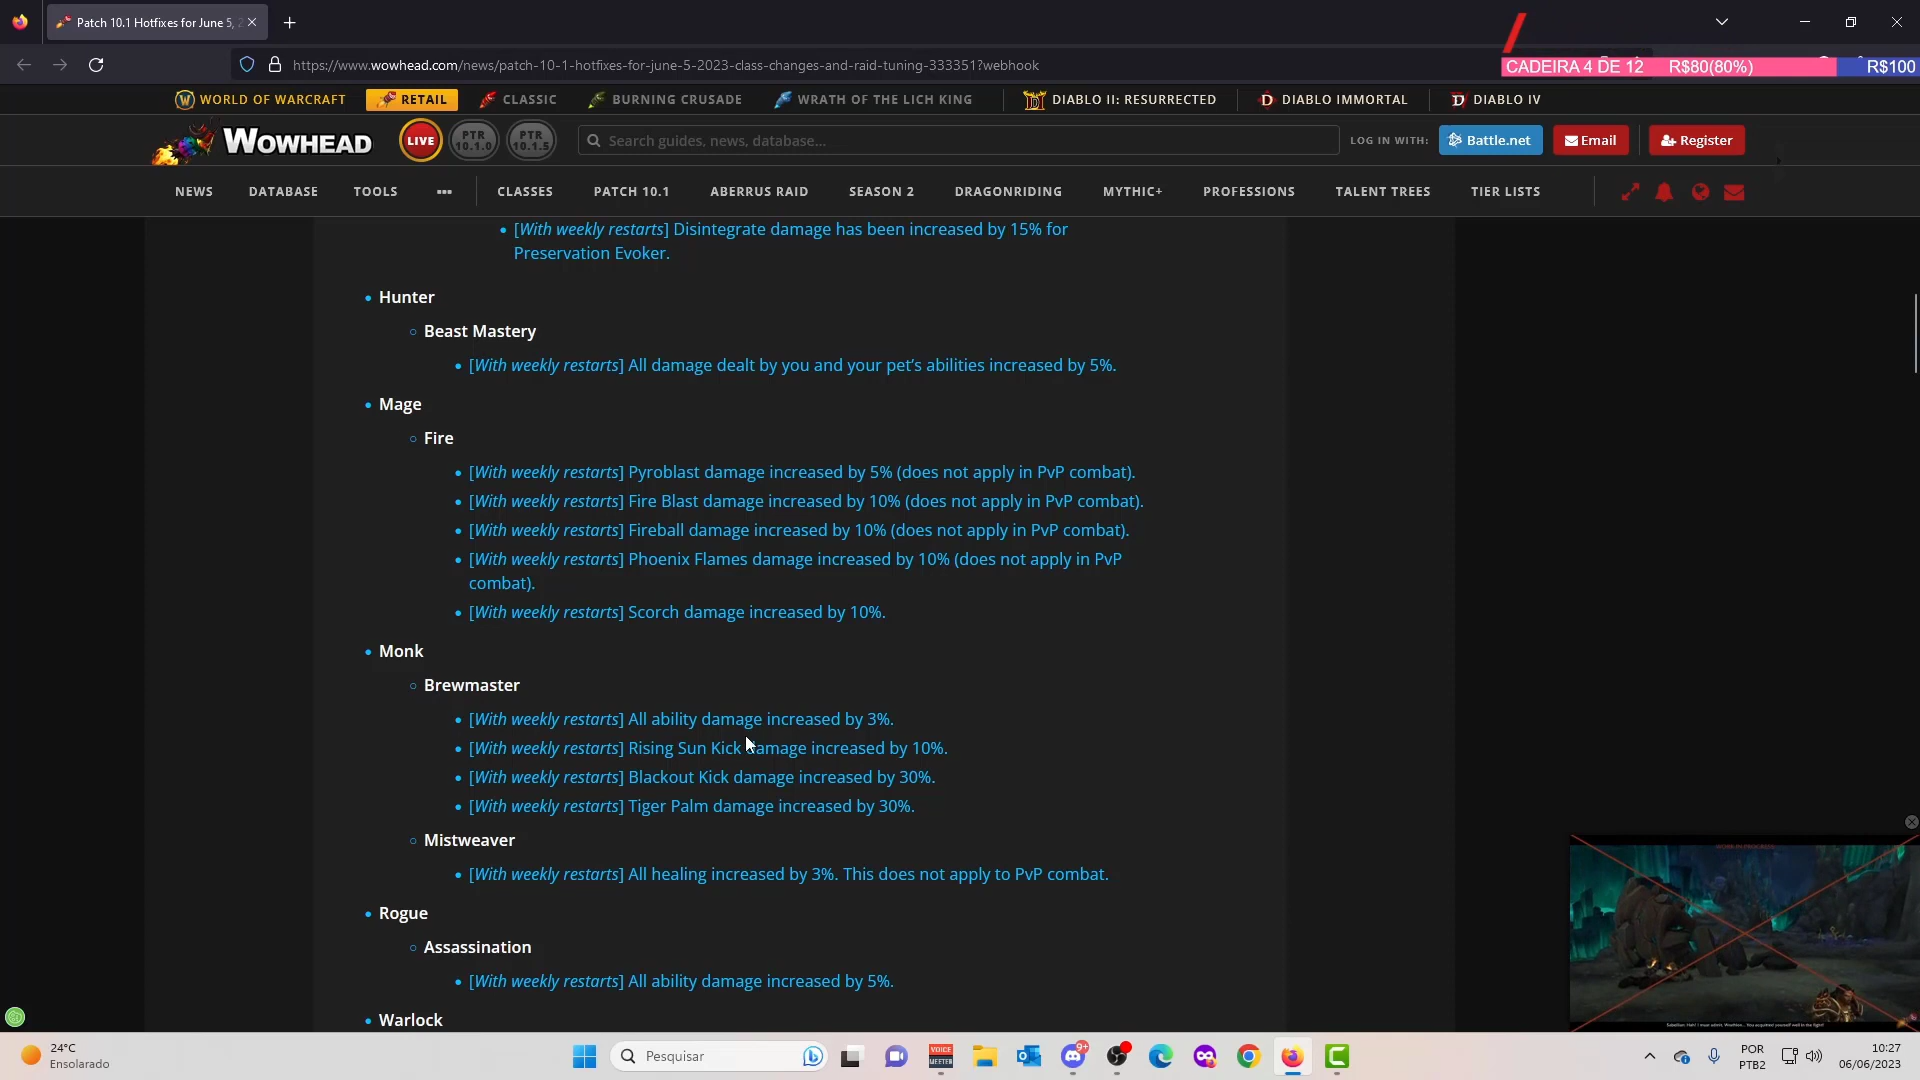 Patch 10.1 Hotfixes for June 5, 2
https://www.wowhead.com/news/patch-10-1-hotfixes-for-june-5-2023-class-changes-and-raid-tuning-333351?webhook
CADEIRA 4 DE 12 R$80(80%) R$100
WORLD OF WARCRAFT RETAIL CLASSIC BURNING CRUSADE WRATH OF THE LICH KING DIABLO II: RESURRECTED DIABLO IMMORTAL DIABLO IV
WOWHEAD LIVE PTR 10.1.0 PTR 10.1.5 Search guides, news, database... LOG IN WITH: Battle.net Email Register
NEWS DATABASE TOOLS ••• CLASSES PATCH 10.1 ABERRUS RAID SEASON 2 DRAGONRIDING MYTHIC+ PROFESSIONS TALENT TREES TIER LISTS
[With weekly restarts] Disintegrate damage has been increased by 15% for
Preservation Evoker.
Hunter
Beast Mastery
[With weekly restarts] All damage dealt by you and your pet’s abilities increased by 5%.
Mage
Fire
[With weekly restarts] Pyroblast damage increased by 5% (does not apply in PvP combat).
[With weekly restarts] Fire Blast damage increased by 10% (does not apply in PvP combat).
[With weekly restarts] Fireball damage increased by 10% (does not apply in PvP combat).
[With weekly restarts] Phoenix Flames damage increased by 10% (does not apply in PvP
combat).
[With weekly restarts] Scorch damage increased by 10%.
Monk
Brewmaster
[With weekly restarts] All ability damage increased by 3%.
[With weekly restarts] Rising Sun Kick damage increased by 10%.
[With weekly restarts] Blackout Kick damage increased by 30%.
[With weekly restarts] Tiger Palm damage increased by 30%.
Mistweaver
[With weekly restarts] All healing increased by 3%. This does not apply to PvP combat.
Rogue
Assassination
[With weekly restarts] All ability damage increased by 5%.
Warlock
WORK IN PROGRESS
24°C
Ensolarado
Pesquisar
VOICE MEETER
9+
POR
PTB2
10:27
06/06/2023